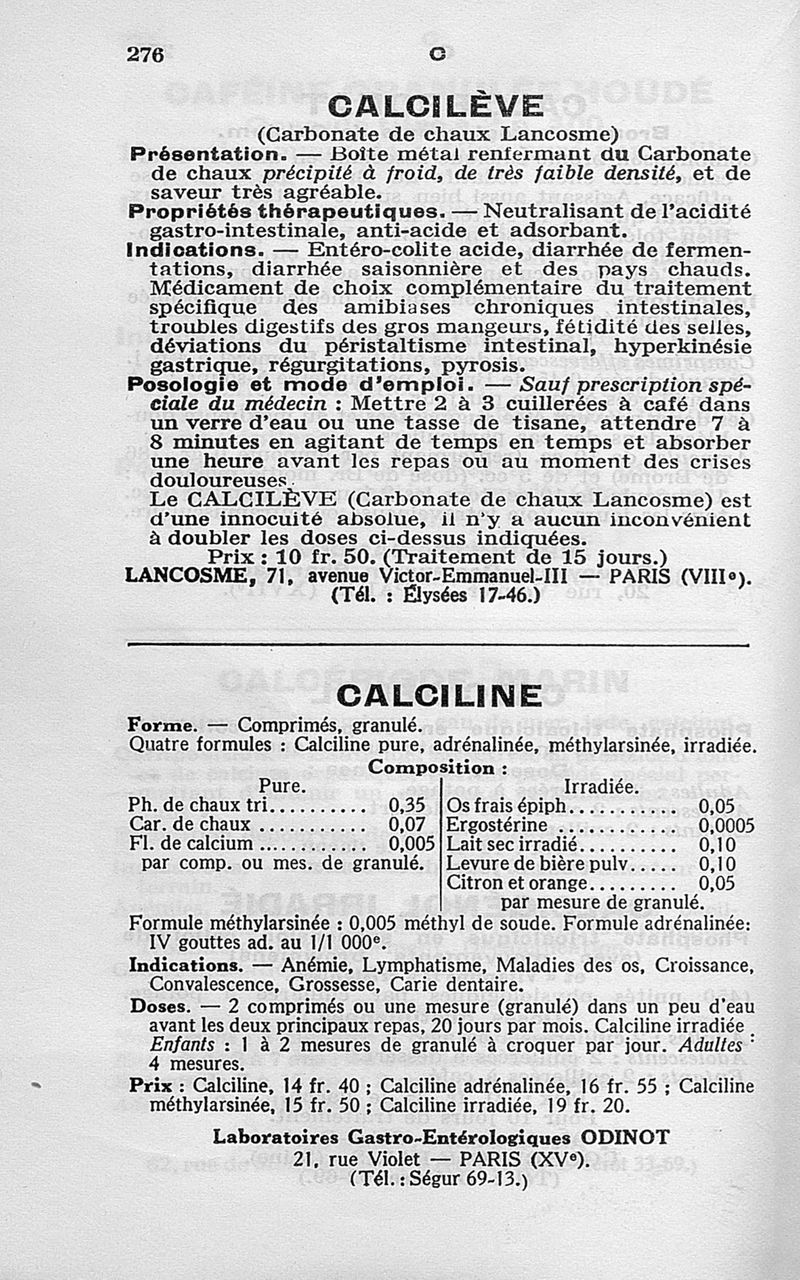 276
C
CALCILÈVE
(Carbonate de chaux Lancosme)
Présentation. — Boîte métal renfermant du Carbonate
de chaux précipité à froid, de très faible densité, et de
saveur très agréable.
Propriétés thérapeutiques. — Neutralisant de l'acidité
gastro-intestinale, anti-acide et adsorbant.
Indications. — Entéro-colite acide, diarrhée de fermen-
tations, diarrhée saisonnière et des pays chauds.
Médicament de choix complémentaire du traitement
spécifique des amibiases chroniques intestinales,
troubles digestifs des gros mangeurs, fétidité des selles,
déviations du péristaltisme intestinal, hyperkinésie
gastrique, régurgitations, pyrosis.
Posologie et mode d'emploi. — Sauf prescription spé-
ciale du médecin : Mettre 2 à 3 cuillerées à café dans
un verre d'eau ou une tasse de tisane, attendre 7 à
8 minutes en agitant de temps en temps et absorber
une heure avant les repas ou au moment des crises
douloureuses.
Le CALCILÈVE (Carbonate de chaux Lancosme) est
d'une innocuité absolue, il n'y a aucun inconvénient
à doubler les doses ci-dessus indiquées.
Prix : 10 fr. 50. (Traitement de 15 jours.)
LANCOSME, 71, avenue Victor-Emmanuel-III — PARIS (VIIIe).
(Tél. : Élysées 17-46.)
CALCILINE
Forme. — Comprimés, granulé.
Quatre formules : Calciline pure, adrénalinée, méthylarsinée, irradiée.
Composition :
Pure.
Ph. de chaux tri.......... 0,35
Car. de chaux ........... 0,07
Fl. de calcium ............ 0,005
par comp. ou mes. de granulé.
Irradiée.
Os frais épiph........... 0,05
Ergostérine ............ 0,0005
Lait sec irradié.......... 0,10
Levure de bière pulv..... 0,10
Citron et orange......... 0,05
par mesure de granulé.
Formule méthylarsinée : 0,005 méthyl de soude. Formule adrénalinée:
IV gouttes ad. au 1/1 000e.
Indications. — Anémie, Lymphatisme, Maladies des os, Croissance,
Convalescence, Grossesse, Carie dentaire.
Doses. — 2 comprimés ou une mesure (granulé) dans un peu d'eau
avant les deux principaux repas, 20 jours par mois. Calciline irradiée.
Enfants : 1 à 2 mesures de granulé à croquer par jour. Adultes :
4 mesures.
Prix : Calciline, 14 fr. 40 ; Calciline adrénalinée, 16 fr. 55 ; Calciline
méthylarsinée, 15 fr. 50 ; Calciline irradiée, 19 fr. 20.
Laboratoires Gastro-Entérologiques ODINOT
21, rue Violet — PARIS (XVe).
(Tél. : Ségur 69-13.)